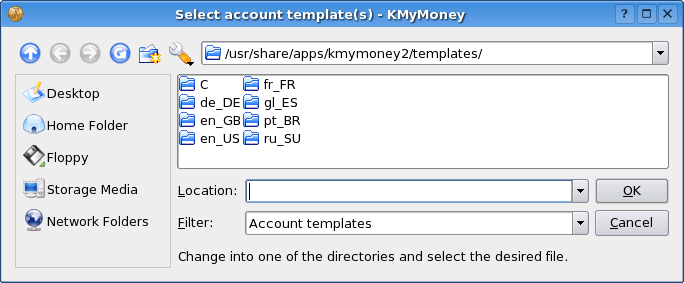 Select account template(s) - KMyMoney
/usr/share/apps/kmymoney2/templates/
Desktop
Home Folder
Floppy
Storage Media
Network Folders
C fr_FR
de_DE gl_ES
en_GB pt_BR
en_US ru_SU
Location: OK
Filter: Account templates Cancel
Change into one of the directories and select the desired file.